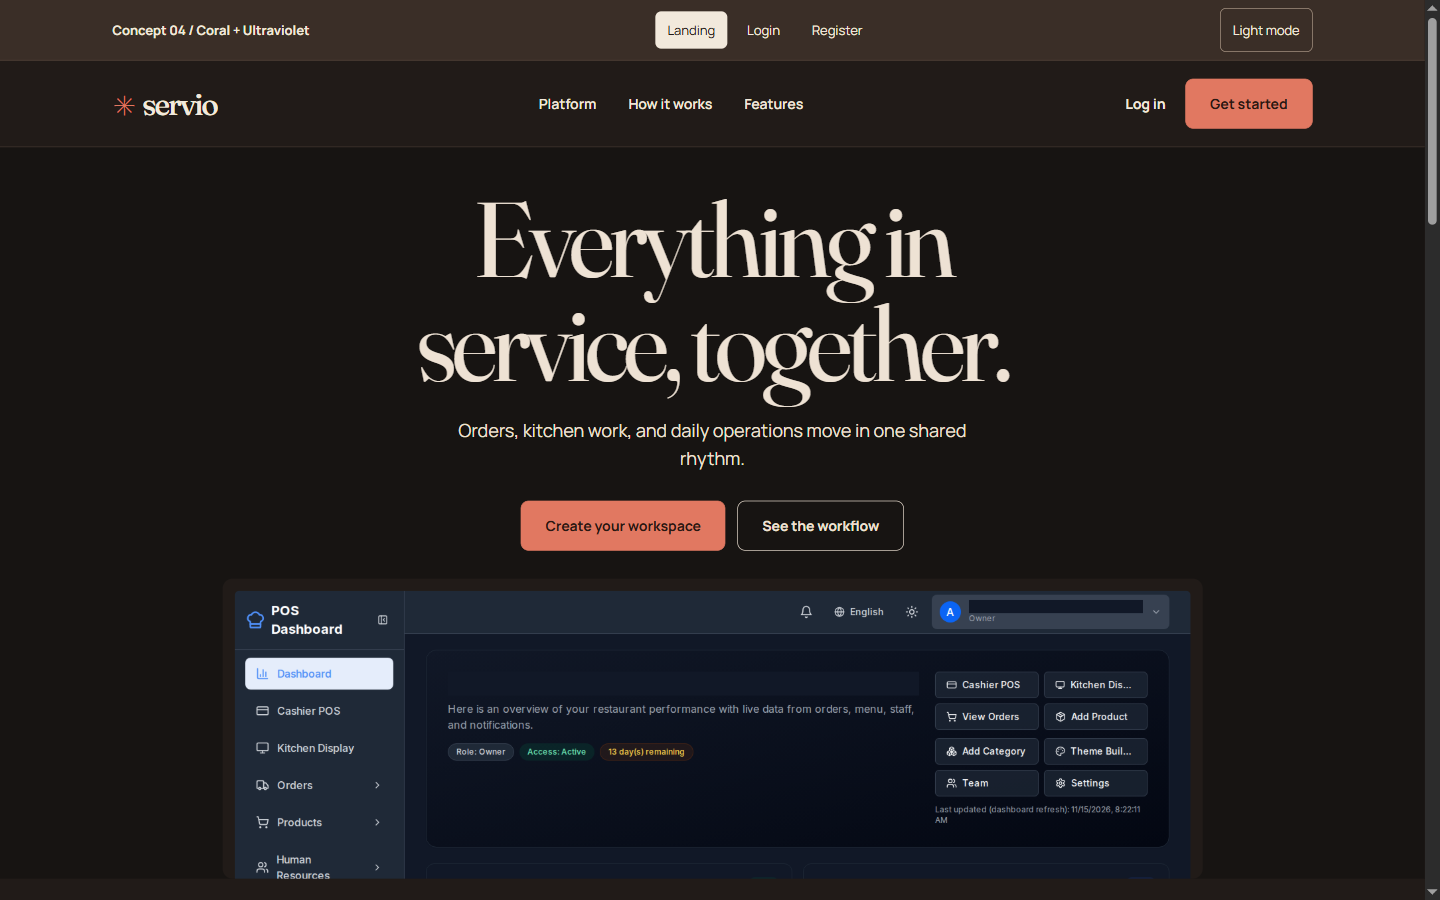 Concept 04 / Coral + Ultraviolet
Landing
Login
Register
Light mode
servio
Platform
How it works
Features
Log in
Get started
Everything in
service, together.
Orders, kitchen work, and daily operations move in one shared
rhythm.
Create your workspace
See the workflow
POS
Dashboard
English
A
Owner
Dashboard
Cashier POS
Kitchen Display
Orders
Products
Human
Resources
Here is an overview of your restaurant performance with live data from orders, menu, staff,
and notifications.
Role: Owner
Access: Active
13 day(s) remaining
Cashier POS
Kitchen Dis...
View Orders
Add Product
Add Category
Theme Buil...
Team
Settings
Last updated (dashboard refresh): 11/15/2026, 8:22:11
AM